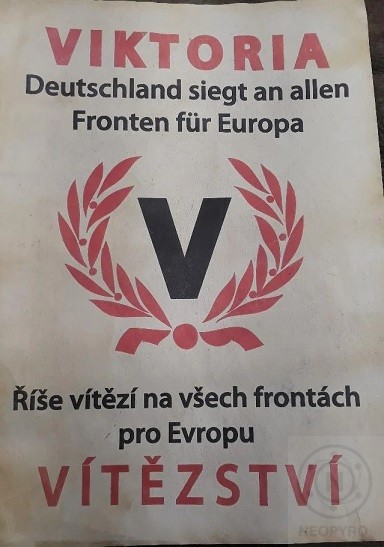 VIKTORIA
Deutschland siegt an allen
Fronten für Europa
V
Říše vítězí na všech frontách
pro Evropu
VÍTĚZSTVÍ
N
NEOPYRO